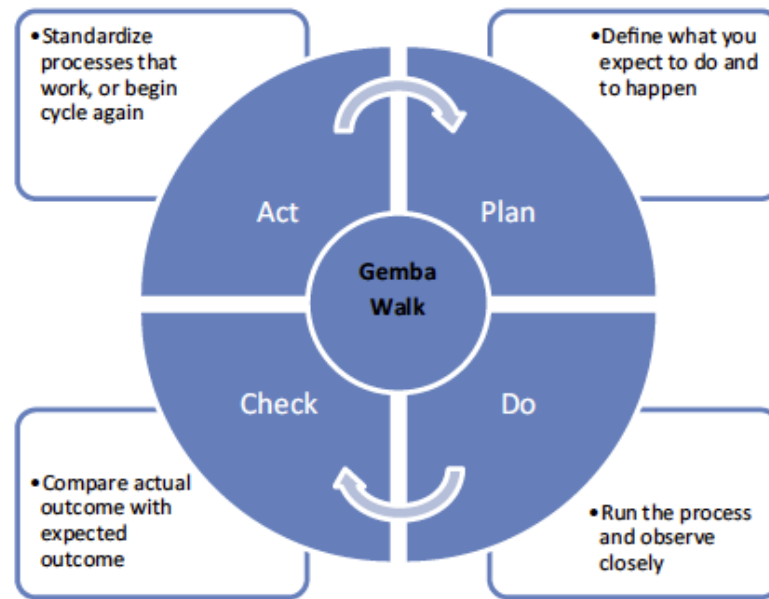 •Standardize
processes that
work, or begin
cycle again
•Define what you
expect to do and
to happen
Act
Plan
Gemba
Walk
Check
Do
•Compare actual
outcome with
expected
outcome
•Run the process
and observe
closely